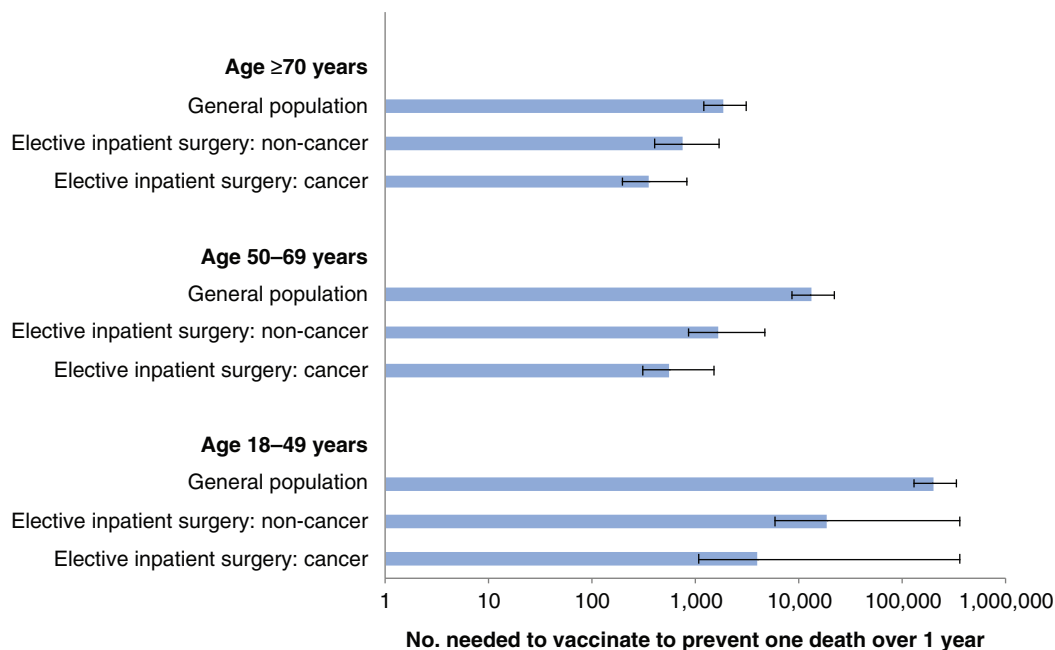 Age ≥70 years
General population
Elective inpatient surgery: non-cancer
Elective inpatient surgery: cancer
Age 50–69 years
General population
Elective inpatient surgery: non-cancer
Elective inpatient surgery: cancer
Age 18–49 years
General population
Elective inpatient surgery: non-cancer
Elective inpatient surgery: cancer
1 10 100 1,000 10,000 100,000 1,000,000
No. needed to vaccinate to prevent one death over 1 year